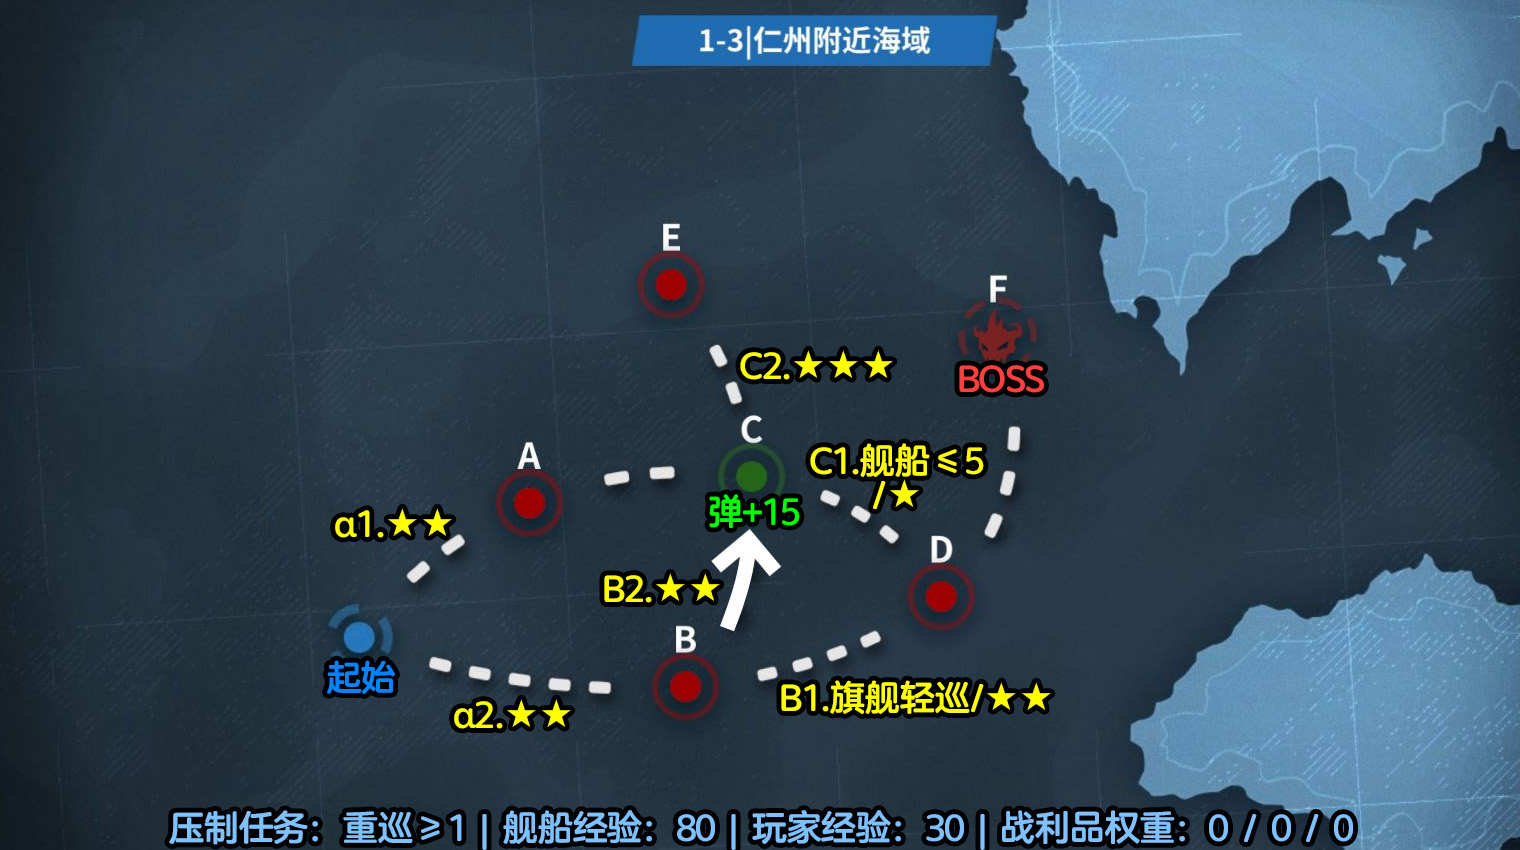 1-3|仁州附近海域
E
F
BOSS
C2.★★★
C
A
C1.舰船≤5
/★
弹+15
α1.★★
D
B2.★★
B
起始
B1.旗舰轻巡/★★
α2.★★
压制任务：重巡≥1 | 舰船经验：80 | 玩家经验：30 | 战利品权重：0 / 0 / 0